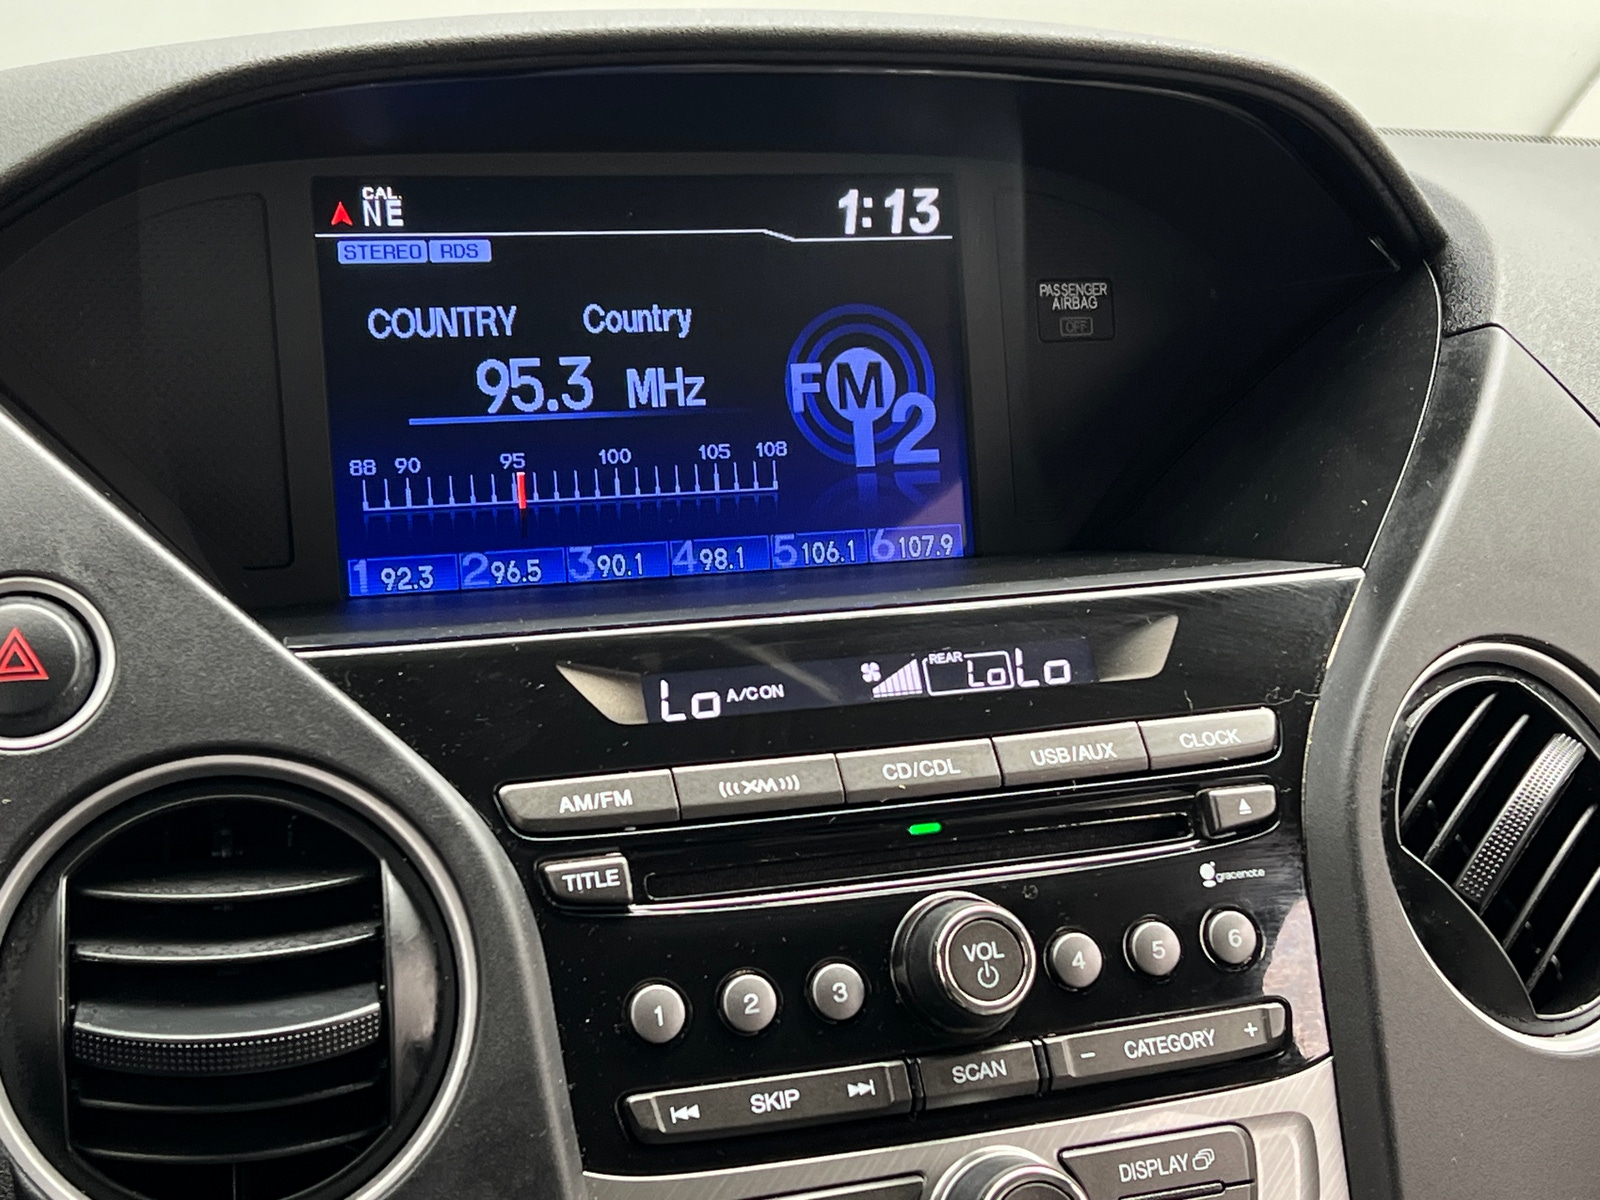 CAL.
NE
1:13
STEREO RDS
COUNTRY Country
95.3 MHz
FM2
88 90 95 100 105 108
1 92.3 2 96.5 3 90.1 4 98.1 5 106.1 6 107.9
PASSENGER
AIRBAG
OFF
Lo A/C ON REAR Lo Lo
AM/FM XM CD/CDL USB/AUX CLOCK
TITLE
gracenote
VOL
1 2 3 4 5 6
SKIP SCAN - CATEGORY +
DISPLAY